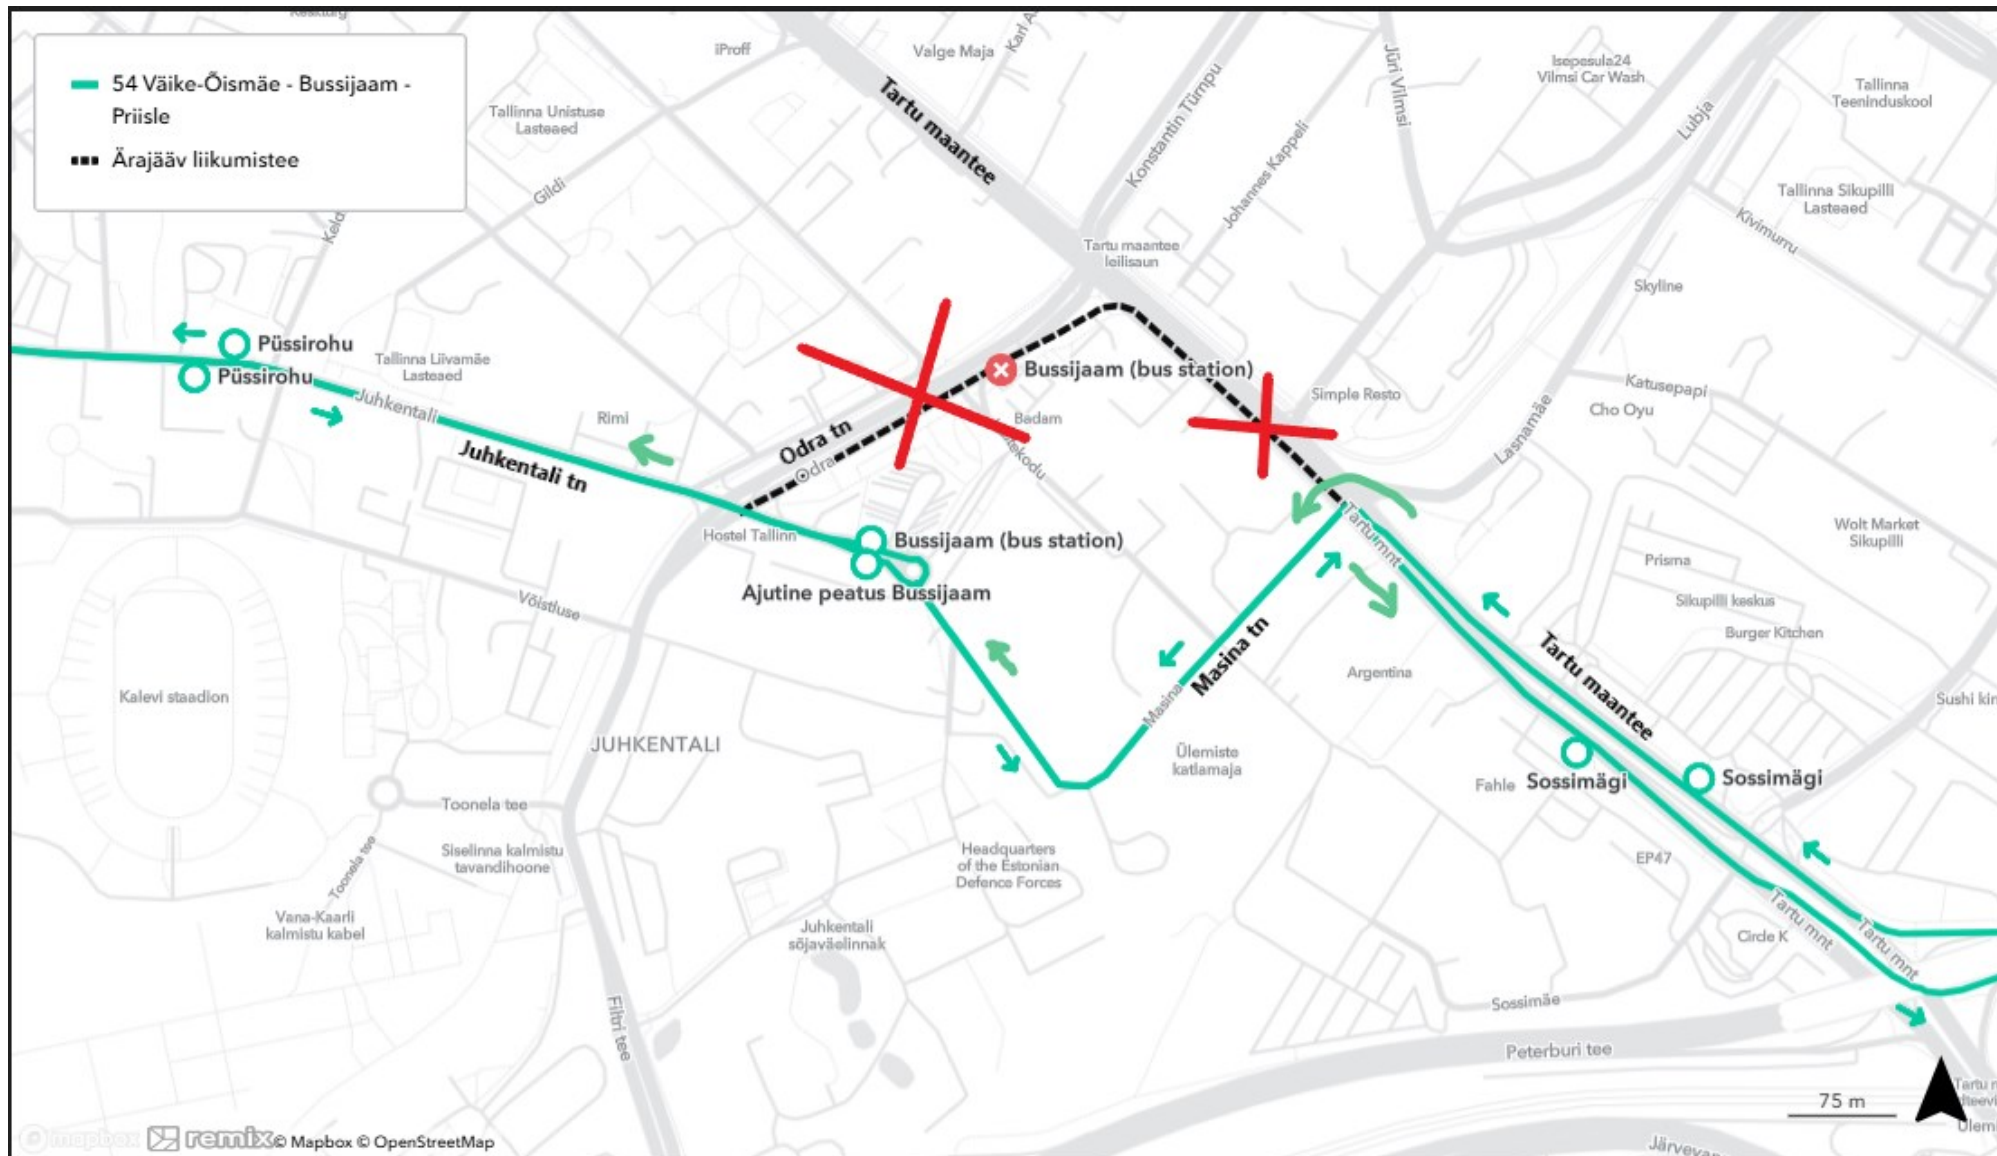 54 Väike-Õismäe - Bussijaam -
Priisle
Ärajääv liikumistee
iProff
Valge Maja
Tallinna Unistuse
Lasteaed
Gildi
Tartu maantee
Konstantin Türnpu
Johannes Kappeli
Jüri Vilmsi
Isepesula24
Vilmsi Car Wash
Lubja
Tallinna
Teeninduskool
Tallinna Sikupilli
Lasteaed
Kivimurru
Tartu maantee
leilisaun
Skyline
Püssirohu
Püssirohu
Tallinna Liivamäe
Lasteaed
Juhkentali
Juhkentali tn
Rimi
Odra tn
Odra
Bussijaam (bus station)
Badam
Simple Resto
Katusepapi
Cho Oyu
Lasnamäe
Hostel Tallinn
Bussijaam (bus station)
Ajutine peatus Bussijaam
Tartu mnt
Wolt Market
Sikupilli
Prisma
Sikupilli keskus
Burger Kitchen
Võistluse
Masina tn
Masina
Argentina
Tartu maantee
Kalevi staadion
JUHKENTALI
Ülemiste
katlamaja
Fahle
Sossimägi
Sossimägi
Toonela tee
Toonela tee
Siselinna kalmistu
tavandihoone
Headquarters
of the Estonian
Defence Forces
EP47
Vana-Kaarli
kalmistu kabel
Juhkentali
sõjaväelinnak
Circle K
Tartu mnt
Tartu mnt
Filtri tee
Sossimäe
Peterburi tee
75 m
mapbox remix © Mapbox © OpenStreetMap